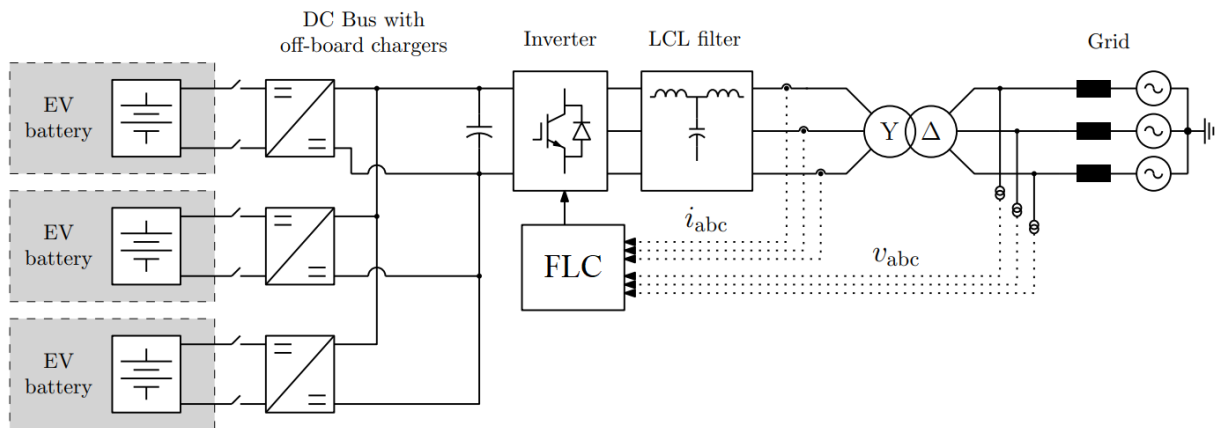 DC Bus with
off-board chargers
Inverter
LCL filter
Grid
EV
battery
Y
Δ
EV
battery
i_abc
FLC
v_abc
EV
battery